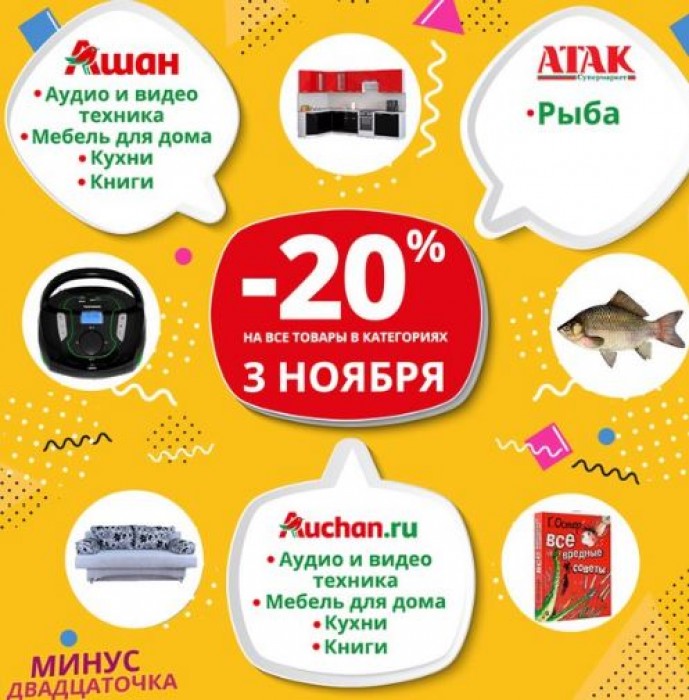 Ашан
• Аудио и видео
техника
• Мебель для дома
• Кухни
• Книги
АТАК
Супермаркет
• Рыба
-20%
НА ВСЕ ТОВАРЫ В КАТЕГОРИЯХ
3 НОЯБРЯ
Auchan.ru
• Аудио и видео
техника
• Мебель для дома
• Кухни
• Книги
Г. Остер
ВСЕ
вредные
советы
МИНУС
ДВАДЦАТОЧКА